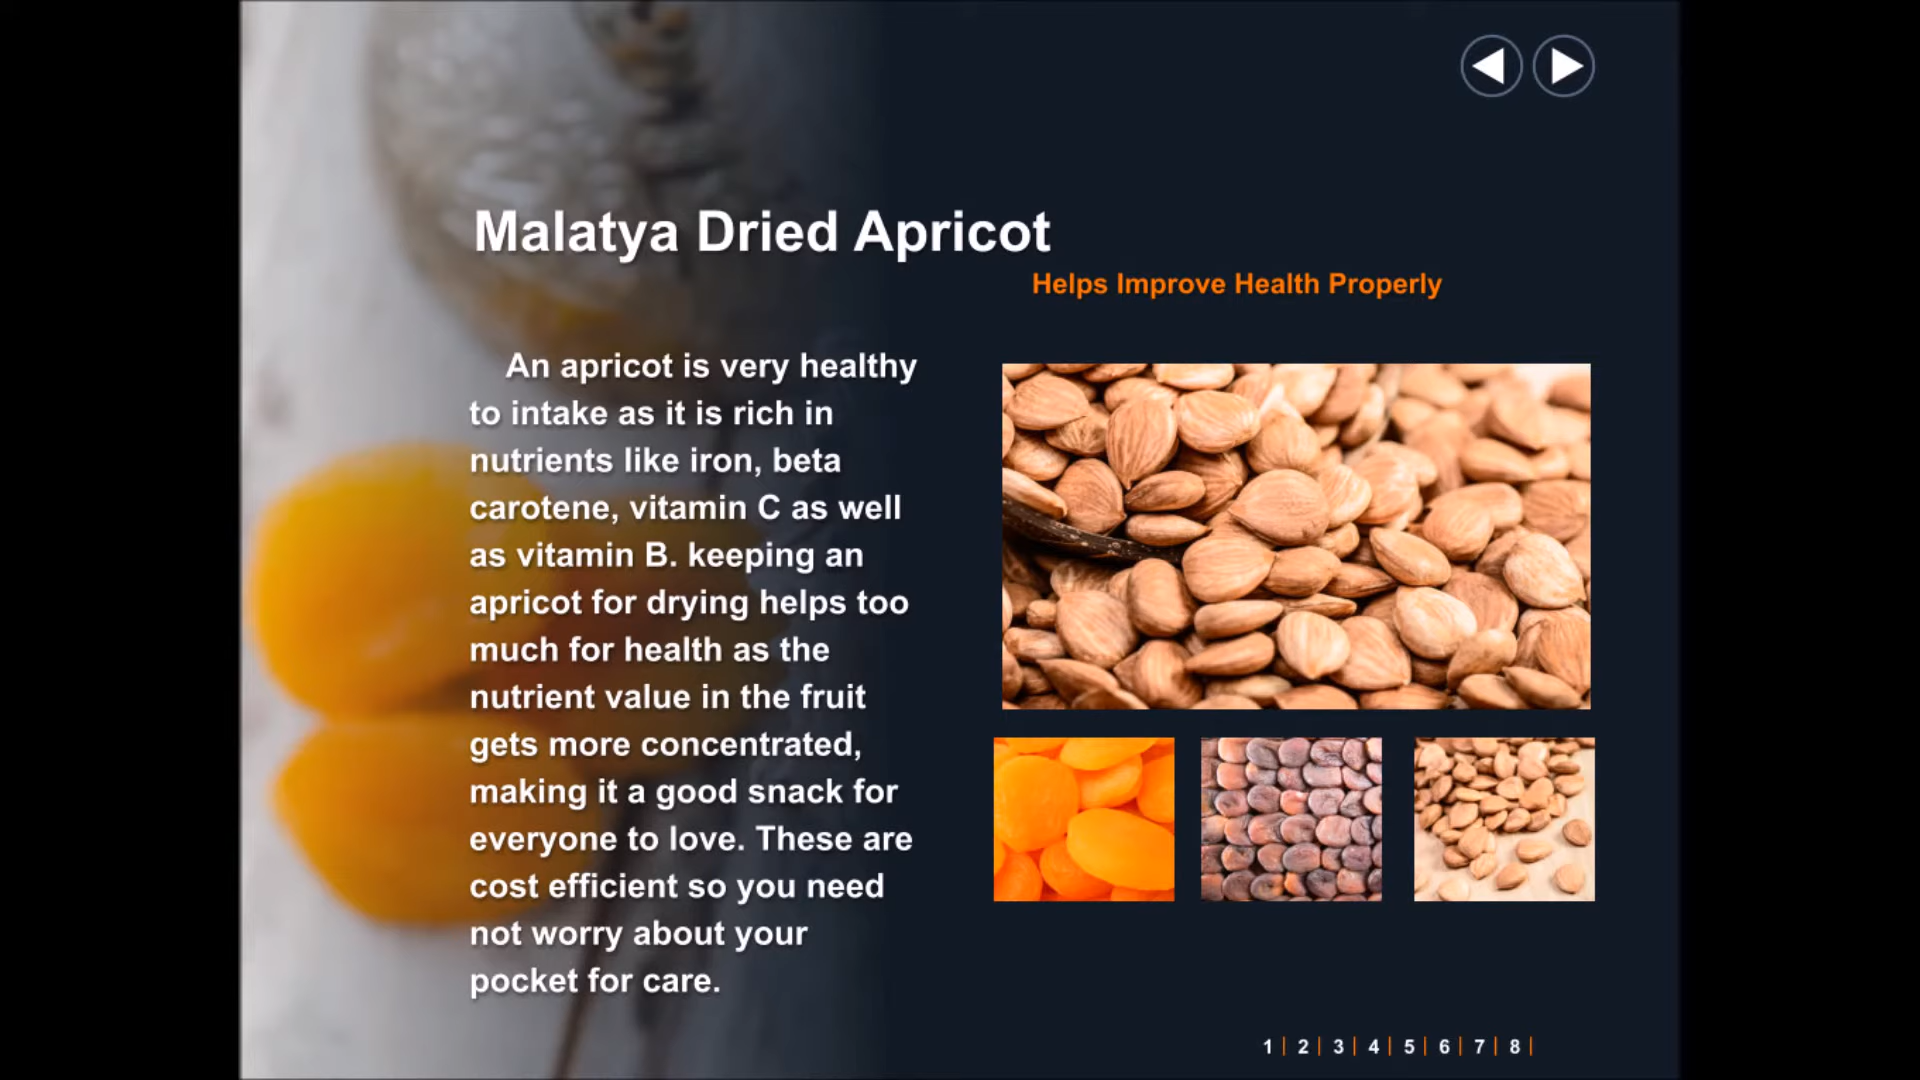 Malatya Dried Apricot
Helps Improve Health Properly
An apricot is very healthy
to intake as it is rich in
nutrients like iron, beta
carotene, vitamin C as well
as vitamin B. keeping an
apricot for drying helps too
much for health as the
nutrient value in the fruit
gets more concentrated,
making it a good snack for
everyone to love. These are
cost efficient so you need
not worry about your
pocket for care.
1 | 2 | 3 | 4 | 5 | 6 | 7 | 8 |